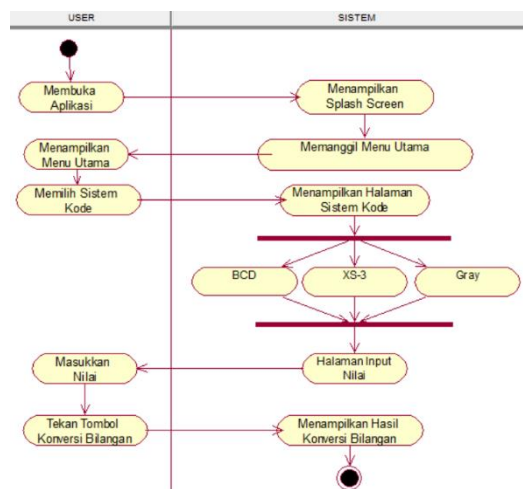 USER
SISTEM
Membuka
Aplikasi
Menampilkan
Splash Screen
Menampilkan
Menu Utama
Memanggil Menu Utama
Memilih Sistem
Kode
Menampilkan Halaman
Sistem Kode
BCD
XS-3
Gray
Masukkan
Nilai
Halaman Input
Nilai
Tekan Tombol
Konversi Bilangan
Menampilkan Hasil
Konversi Bilangan